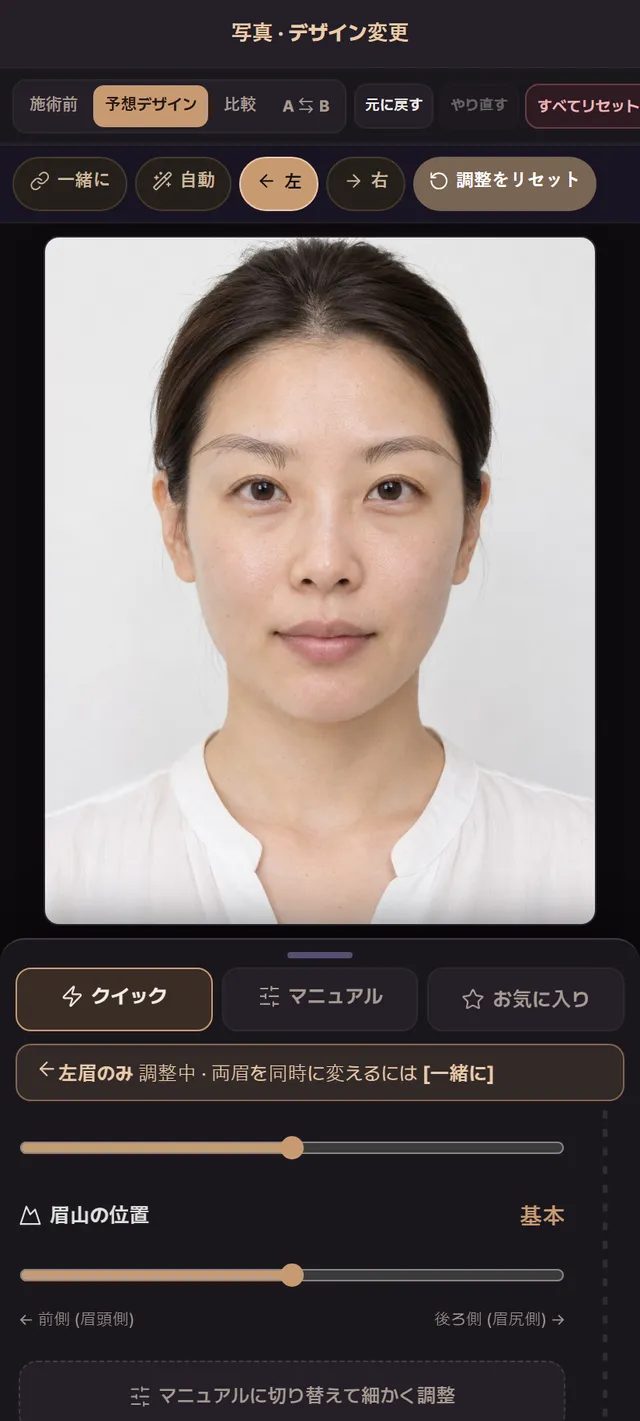 写真 · デザイン変更
施術前 予想デザイン 比較 A ⇆ B 元に戻す やり直す すべてリセット
一緒に 自動 ← 左 → 右 調整をリセット
クイック マニュアル お気に入り
←左眉のみ 調整中 · 両眉を同時に変えるには [一緒に]
眉山の位置 基本
← 前側 (眉頭側) 後ろ側 (眉尻側) →
マニュアルに切り替えて細かく調整